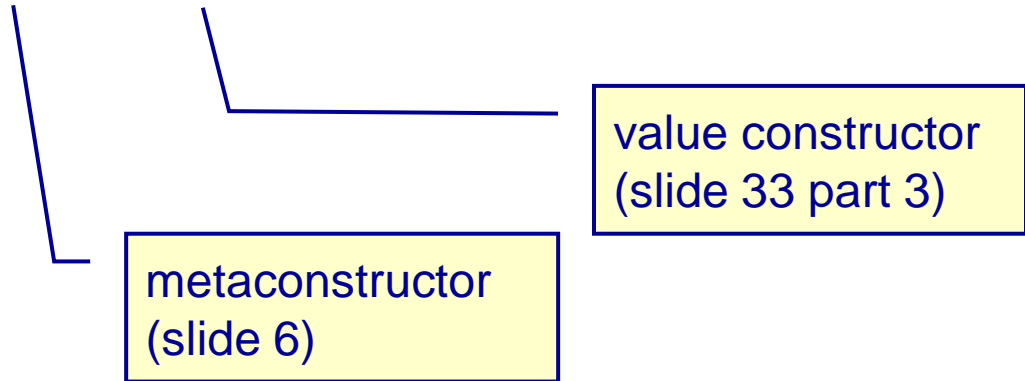 value constructor
(slide 33 part 3)
metaconstructor
(slide 6)